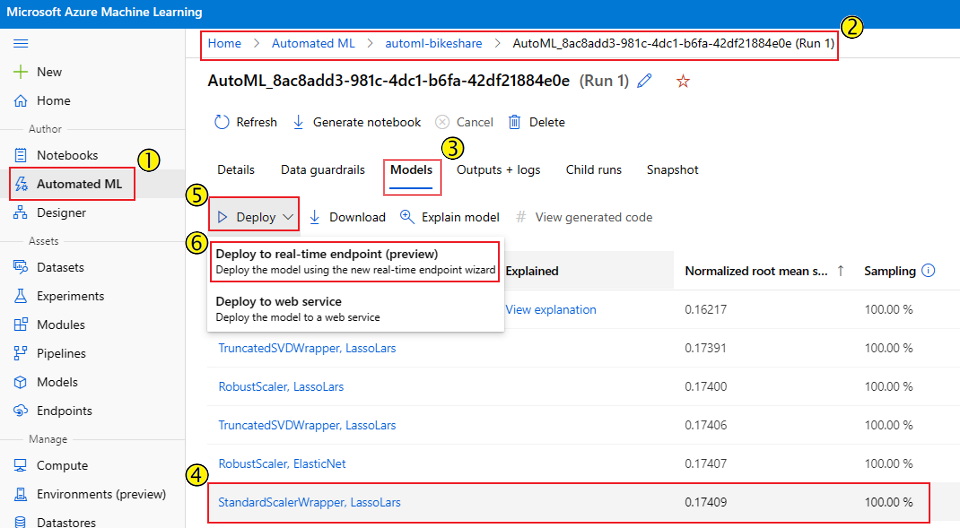 Microsoft Azure Machine Learning
New
Home
Author
Notebooks
1
Automated ML
Designer
Assets
Datasets
Experiments
Modules
Pipelines
Models
Endpoints
Manage
Compute
Environments (preview)
Datastores
Home > Automated ML > automl-bikeshare > AutoML_8ac8add3-981c-4dc1-b6fa-42df21884e0e (Run 1)
2
AutoML_8ac8add3-981c-4dc1-b6fa-42df21884e0e (Run 1)
Refresh Generate notebook Cancel Delete
3
Details Data guardrails Models Outputs + logs Child runs Snapshot
5
Deploy Download Explain model # View generated code
6
Deploy to real-time endpoint (preview)
Deploy the model using the new real-time endpoint wizard
Deploy to web service
Deploy the model to a web service
Explained Normalized root mean s... ↑ Sampling
View explanation 0.16217 100.00 %
TruncatedSVDWrapper, LassoLars 0.17391 100.00 %
RobustScaler, LassoLars 0.17400 100.00 %
TruncatedSVDWrapper, LassoLars 0.17406 100.00 %
RobustScaler, ElasticNet 0.17407 100.00 %
4
StandardScalerWrapper, LassoLars 0.17409 100.00 %